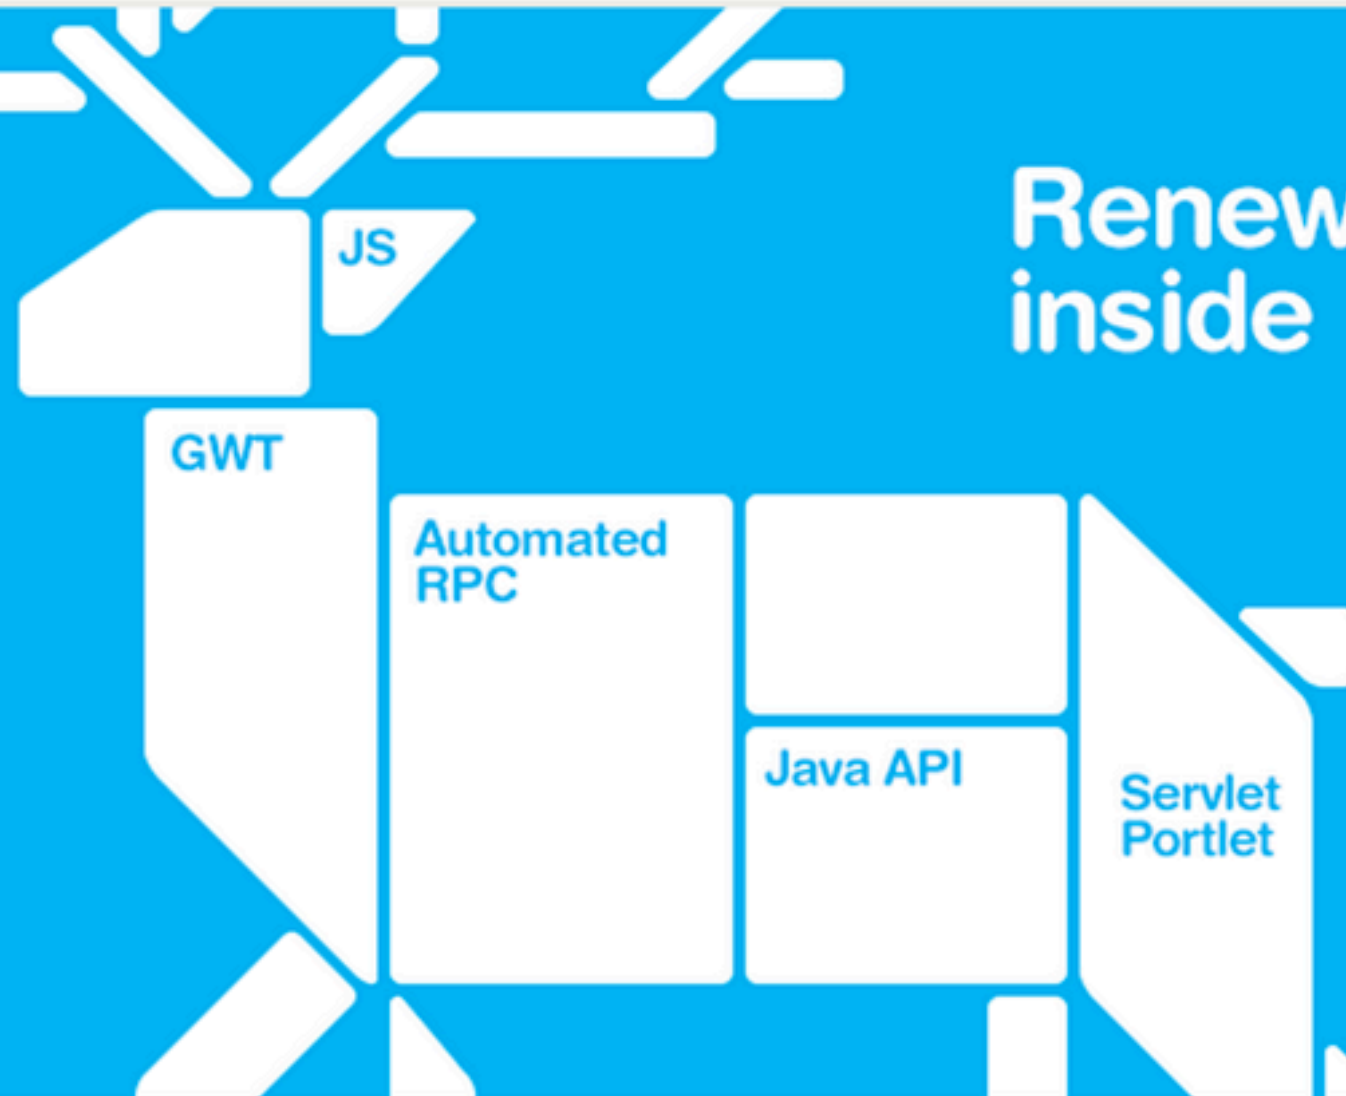 Renew
inside
JS
GWT
Automated
RPC
Java API
Servlet
Portlet